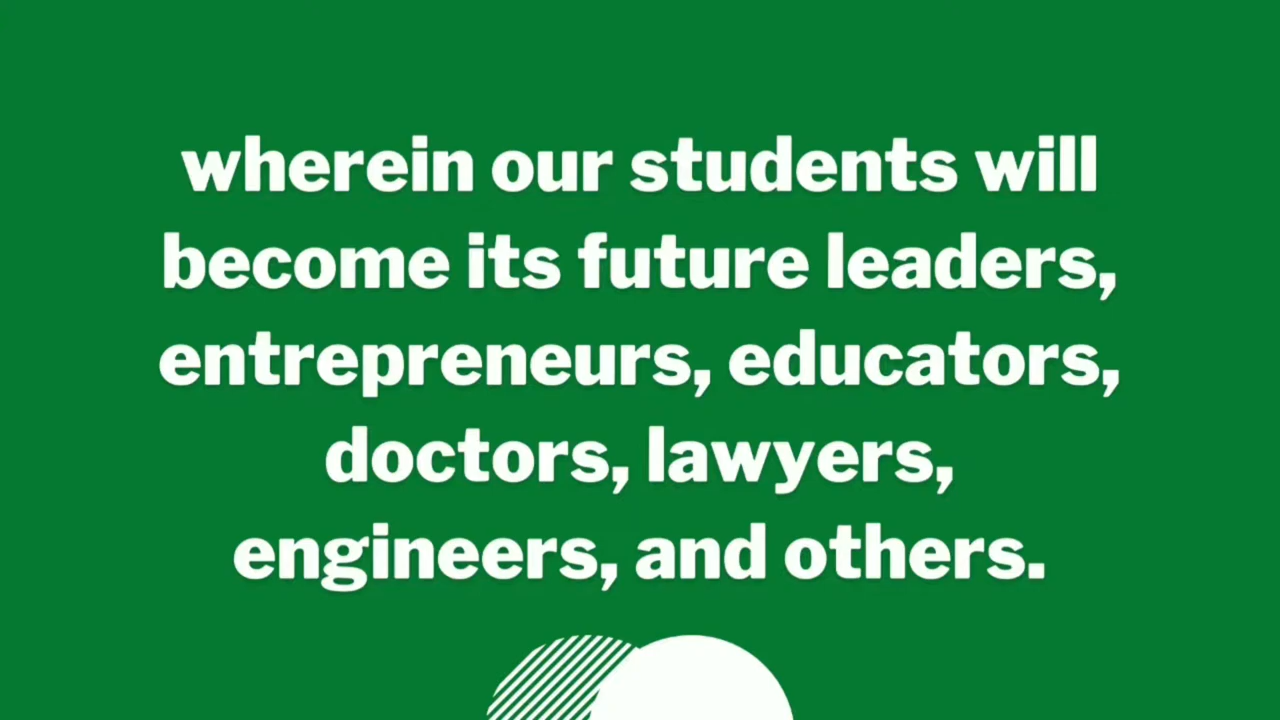 wherein our students will
become its future leaders,
entrepreneurs, educators,
doctors, lawyers,
engineers, and others.